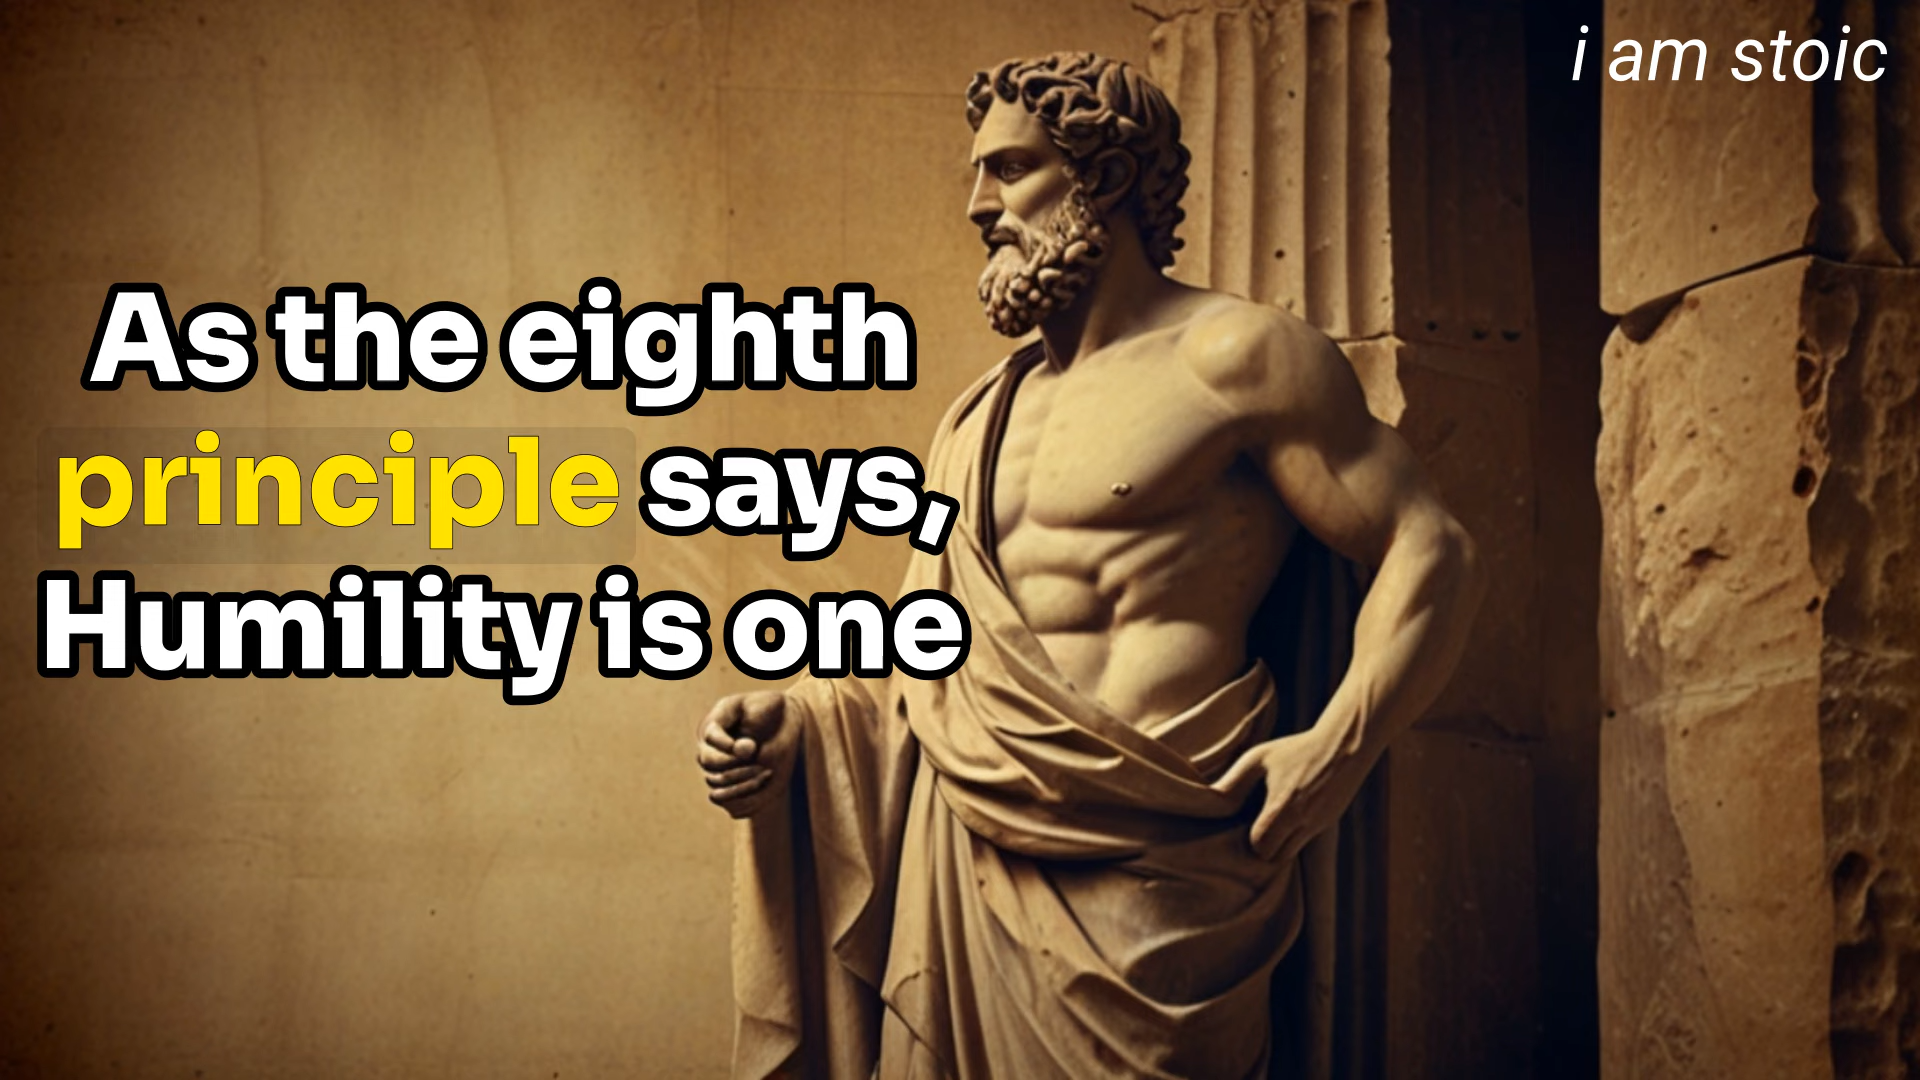 i am stoic
As the eighth
principle says,
Humility is one